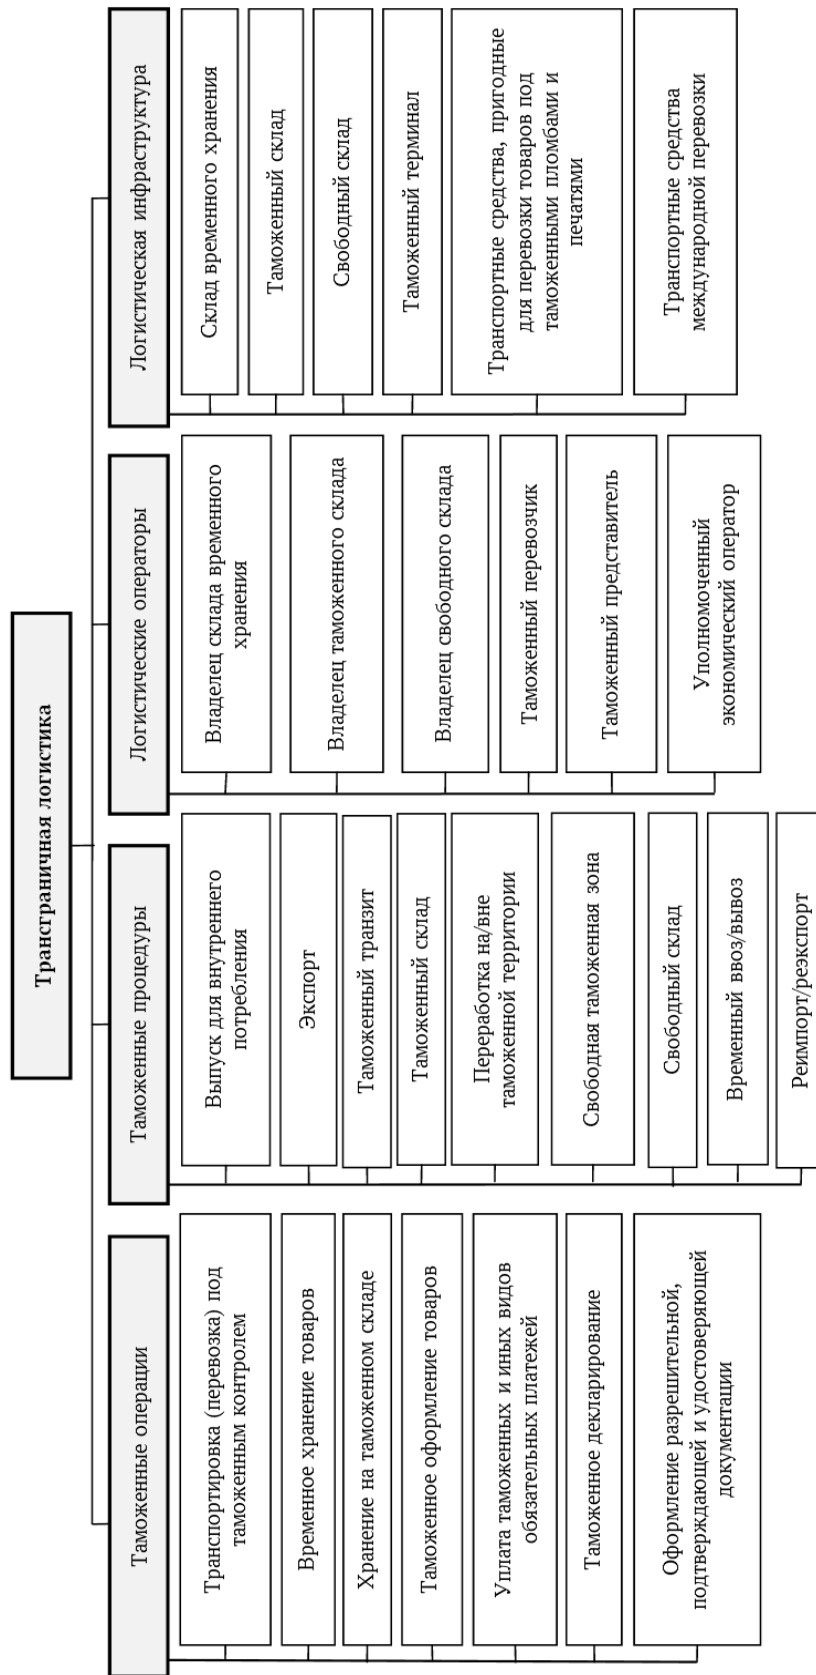 Трансграничная логистика
Таможенные операции
Транспортировка (перевозка) под
таможенным контролем
Временное хранение товаров
Хранение на таможенном складе
Таможенное оформление товаров
Уплата таможенных и иных видов
обязательных платежей
Таможенное декларирование
Оформление разрешительной,
подтверждающей и удостоверяющей
документации
Таможенные процедуры
Выпуск для внутреннего
потребления
Экспорт
Таможенный транзит
Таможенный склад
Переработка на/вне
таможенной территории
Свободная таможенная зона
Свободный склад
Временный ввоз/вывоз
Реимпорт/реэкспорт
Логистические операторы
Владелец склада временного
хранения
Владелец таможенного склада
Владелец свободного склада
Таможенный перевозчик
Таможенный представитель
Уполномоченный
экономический оператор
Логистическая инфраструктура
Склад временного хранения
Таможенный склад
Свободный склад
Таможенный терминал
Транспортные средства, пригодные
для перевозки товаров под
таможенными пломбами и
печатями
Транспортные средства
международной перевозки